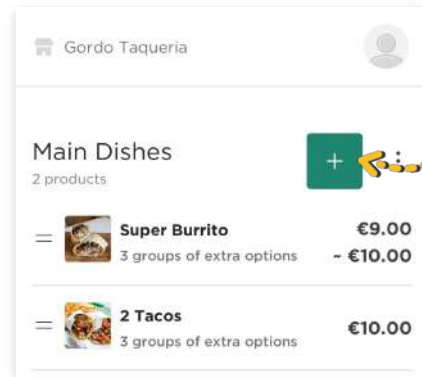 Gordo Taqueria
Main Dishes
2 products
+
Super Burrito
€9.00
3 groups of extra options
~ €10.00
2 Tacos
€10.00
3 groups of extra options